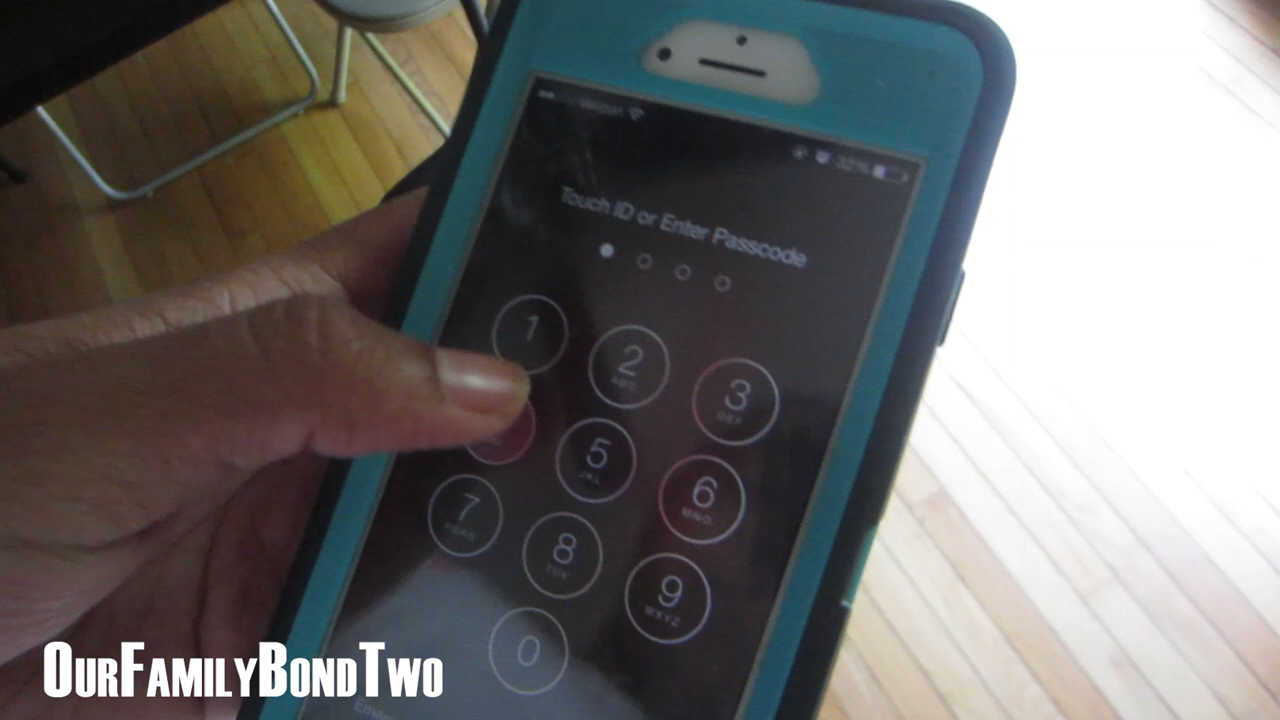 32%
Touch ID or Enter Passcode
1
2
ABC
3
DEF
5
JKL
6
MNO
7
PQRS
8
TUV
9
WXYZ
0
OurFamilyBondTwo